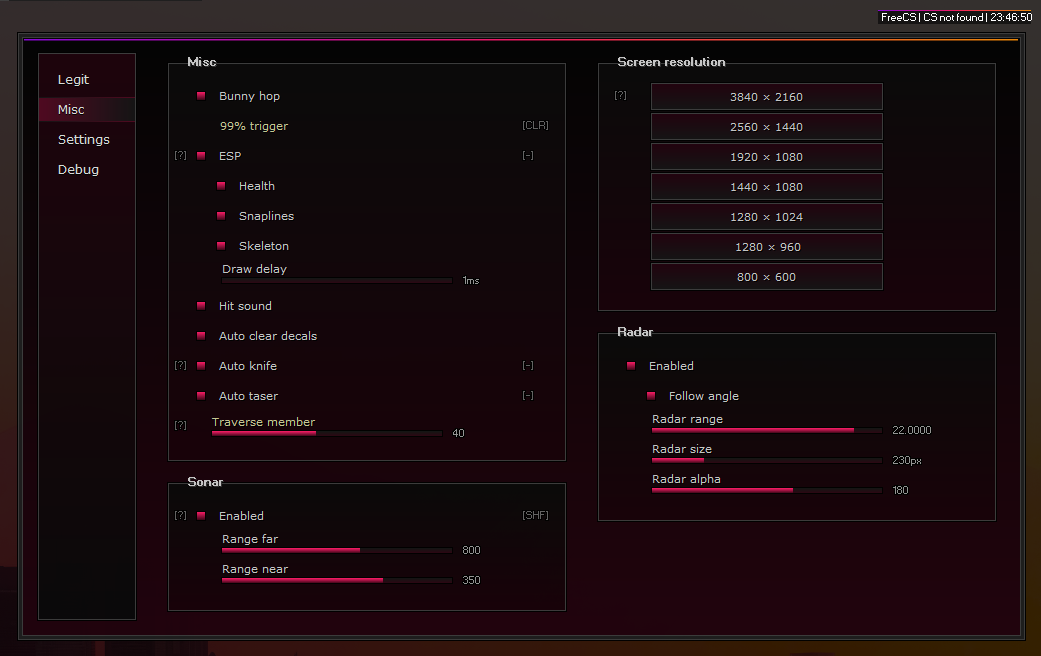 FreeCS | CS not found | 23:46:50
Legit
Misc
Settings
Debug
Misc
Bunny hop
99% trigger [CLR]
[?] ESP [-]
Health
Snaplines
Skeleton
Draw delay
1ms
Hit sound
Auto clear decals
[?] Auto knife [-]
Auto taser [-]
[?] Traverse member
40
Sonar
[?] Enabled [SHF]
Range far
800
Range near
350
Screen resolution
[?] 3840 × 2160
2560 × 1440
1920 × 1080
1440 × 1080
1280 × 1024
1280 × 960
800 × 600
Radar
Enabled
Follow angle
Radar range
22.0000
Radar size
230px
Radar alpha
180